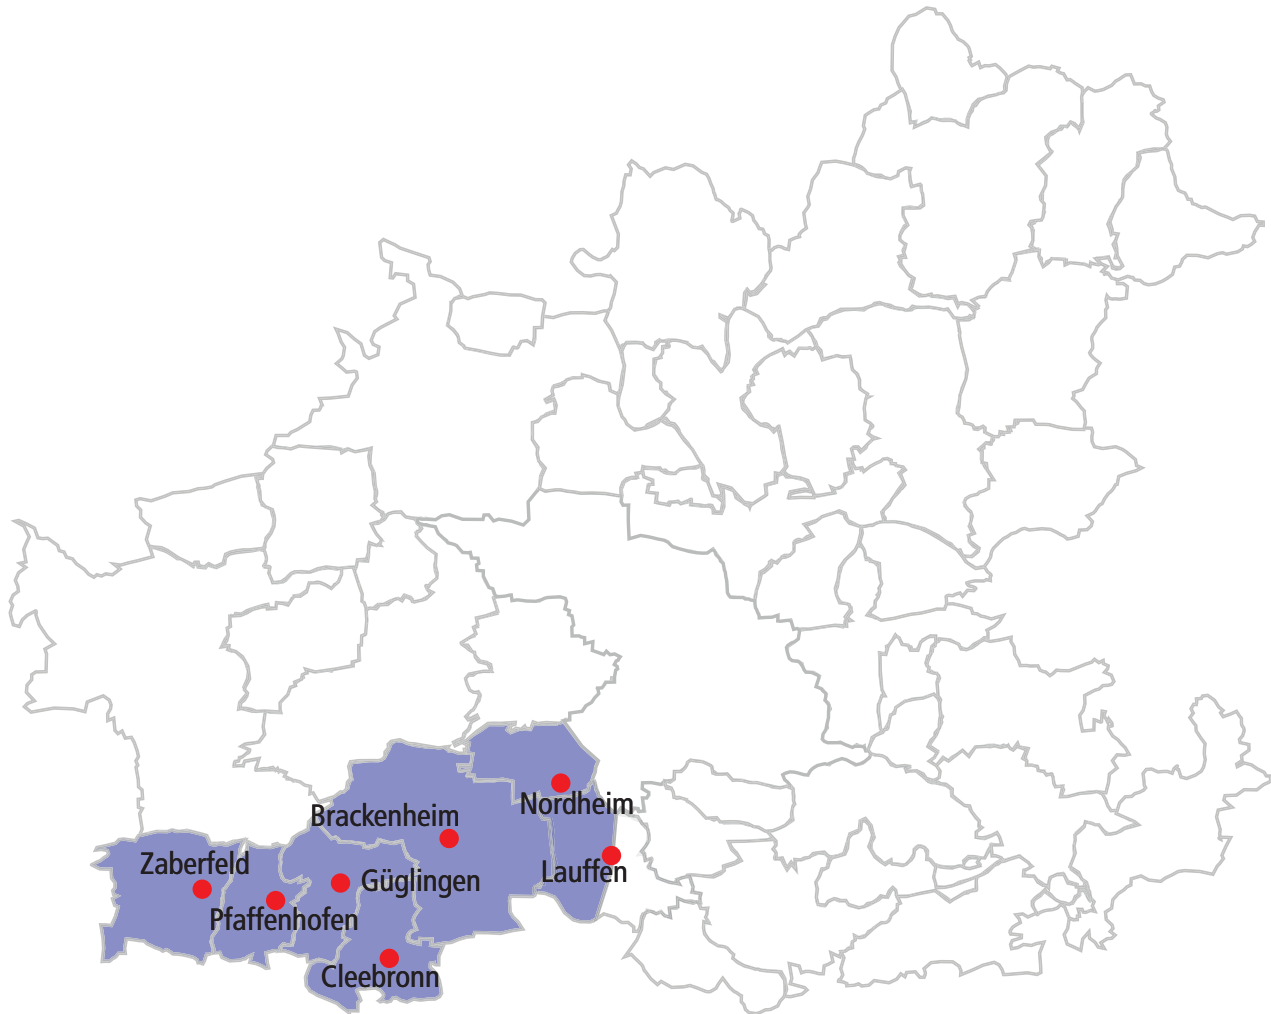 Nordheim
Brackenheim
Zaberfeld
Lauffen
Güglingen
Pfaffenhofen
Cleebronn